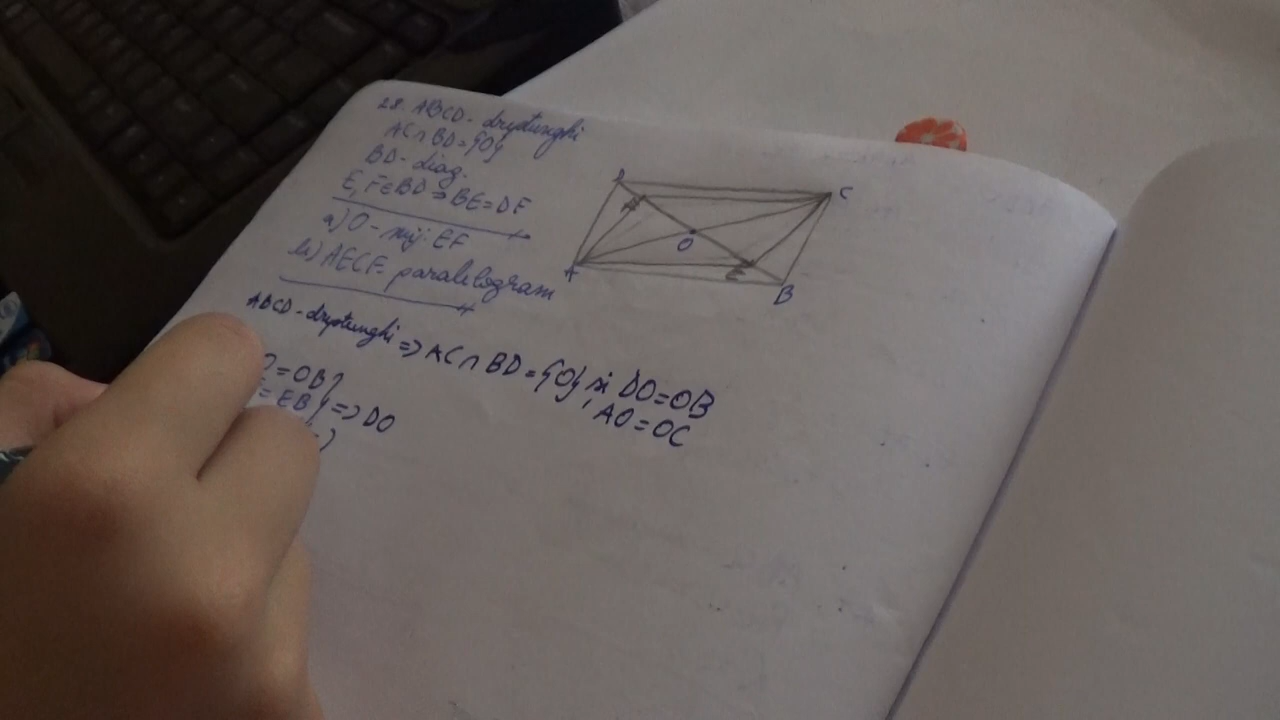 28. ABCD - dreptunghi
AC∩BD={O}
BD - diag.
E, F∈BD ⇒ BE=DF
a) O - mij. EF
b) AECF - paralelogram
D
C
O
A
E
B
ABCD - dreptunghi => AC∩BD={O} și DO=OB
, AO=OC
=OB}
=EB} => DO